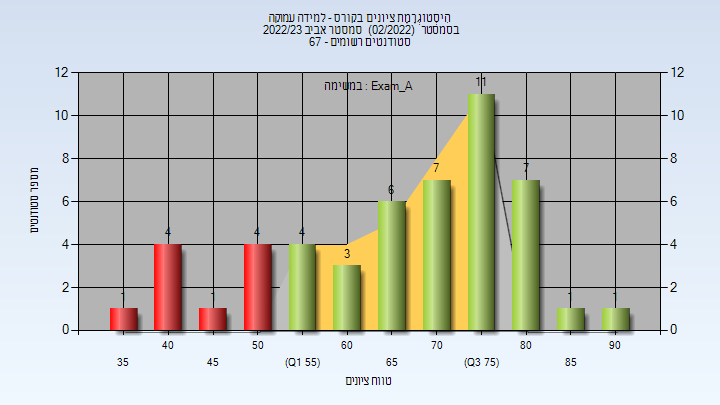 היסטוגרמת ציונים בקורס - למידה עמוקה
בסמסטר (02/2022) סמסטר אביב 2022/23
סטודנטים רשומים - 67
במשימה : Exam_A
מספר סטודנטים
12 12
10 10
8 8
6 6
4 4
2 2
0 0
1 4 1 4 4 3 6 7 11 7 1 1
40 50 60 70 80 90
35 45 (Q1 55) 65 (Q3 75) 85
טווח ציונים